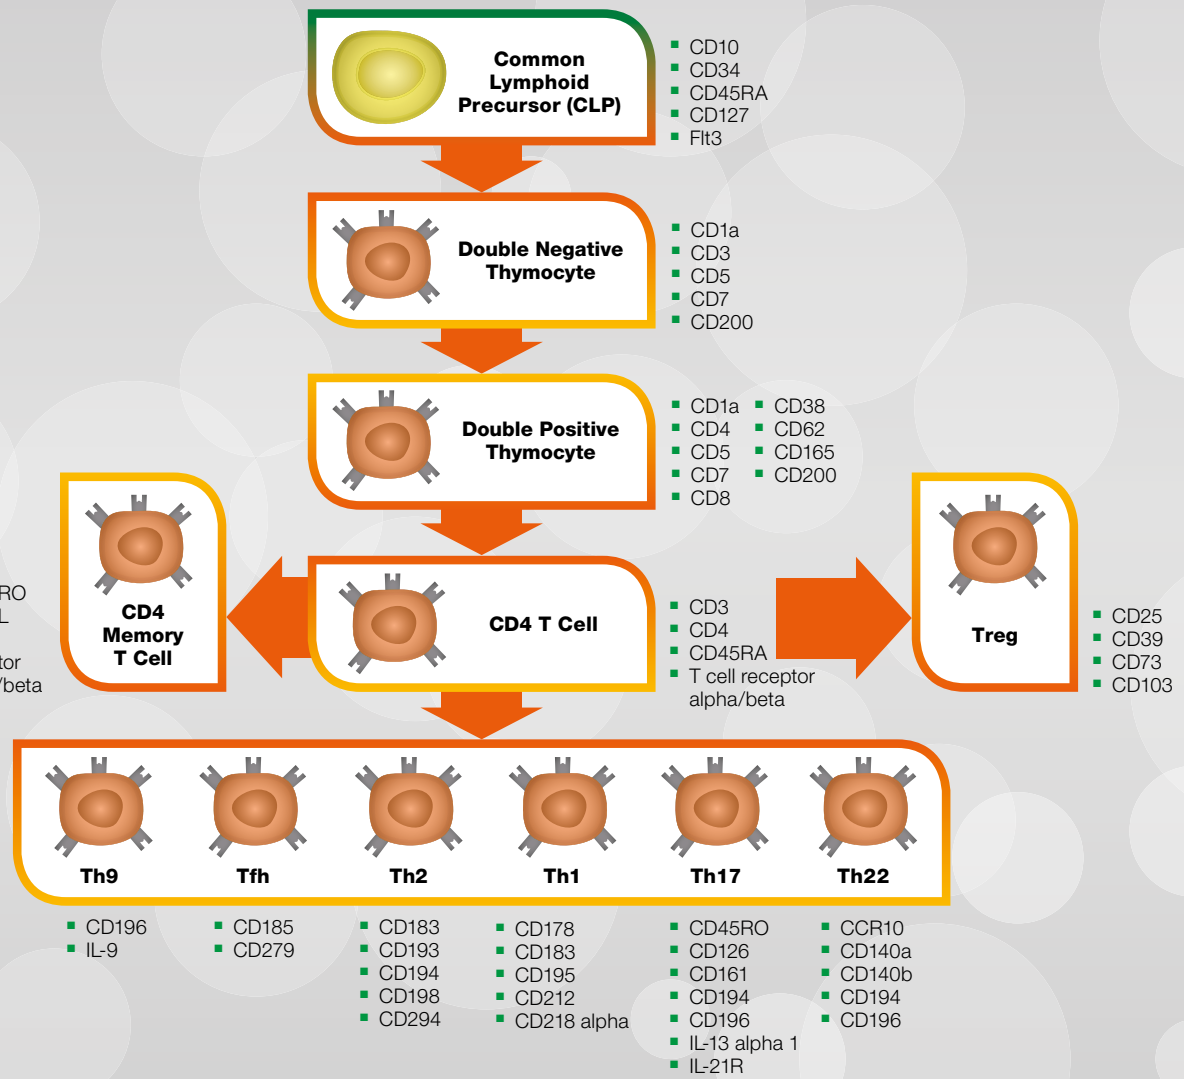 Common
Lymphoid
Precursor (CLP)
CD10
CD34
CD45RA
CD127
Flt3
Double Negative
Thymocyte
CD1a
CD3
CD5
CD7
CD200
Double Positive
Thymocyte
CD1a
CD4
CD5
CD7
CD8
CD38
CD62
CD165
CD200
RO
L
tor
/beta
CD4
Memory
T Cell
CD4 T Cell
CD3
CD4
CD45RA
T cell receptor
alpha/beta
Treg
CD25
CD39
CD73
CD103
Th9
CD196
IL-9
Tfh
CD185
CD279
Th2
CD183
CD193
CD194
CD198
CD294
Th1
CD178
CD183
CD195
CD212
CD218 alpha
Th17
CD45RO
CD126
CD161
CD194
CD196
IL-13 alpha 1
IL-21R
Th22
CCR10
CD140a
CD140b
CD194
CD196